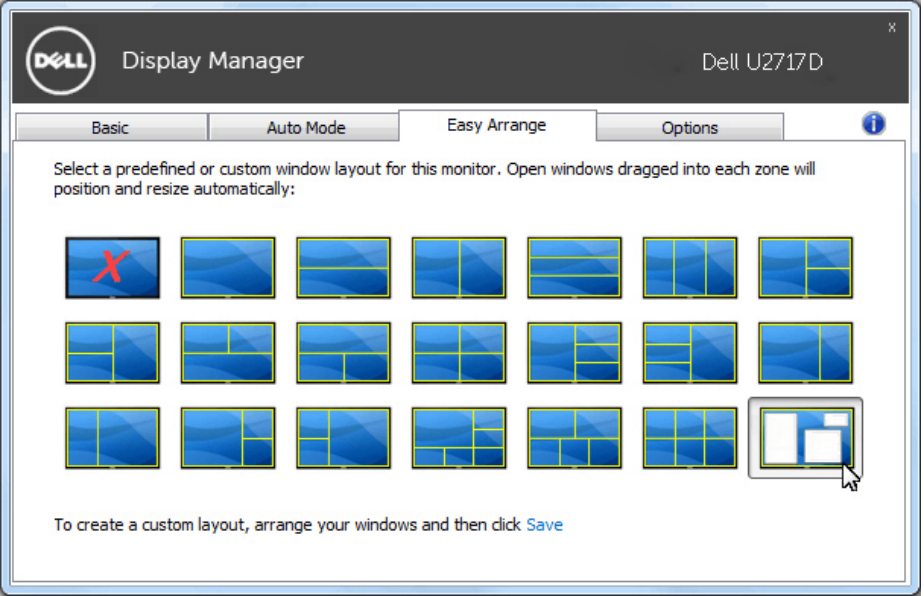 x
DELL
Display Manager
Dell U2717D
Basic
Auto Mode
Easy Arrange
Options
i
Select a predefined or custom window layout for this monitor. Open windows dragged into each zone will
position and resize automatically:
X
To create a custom layout, arrange your windows and then click Save